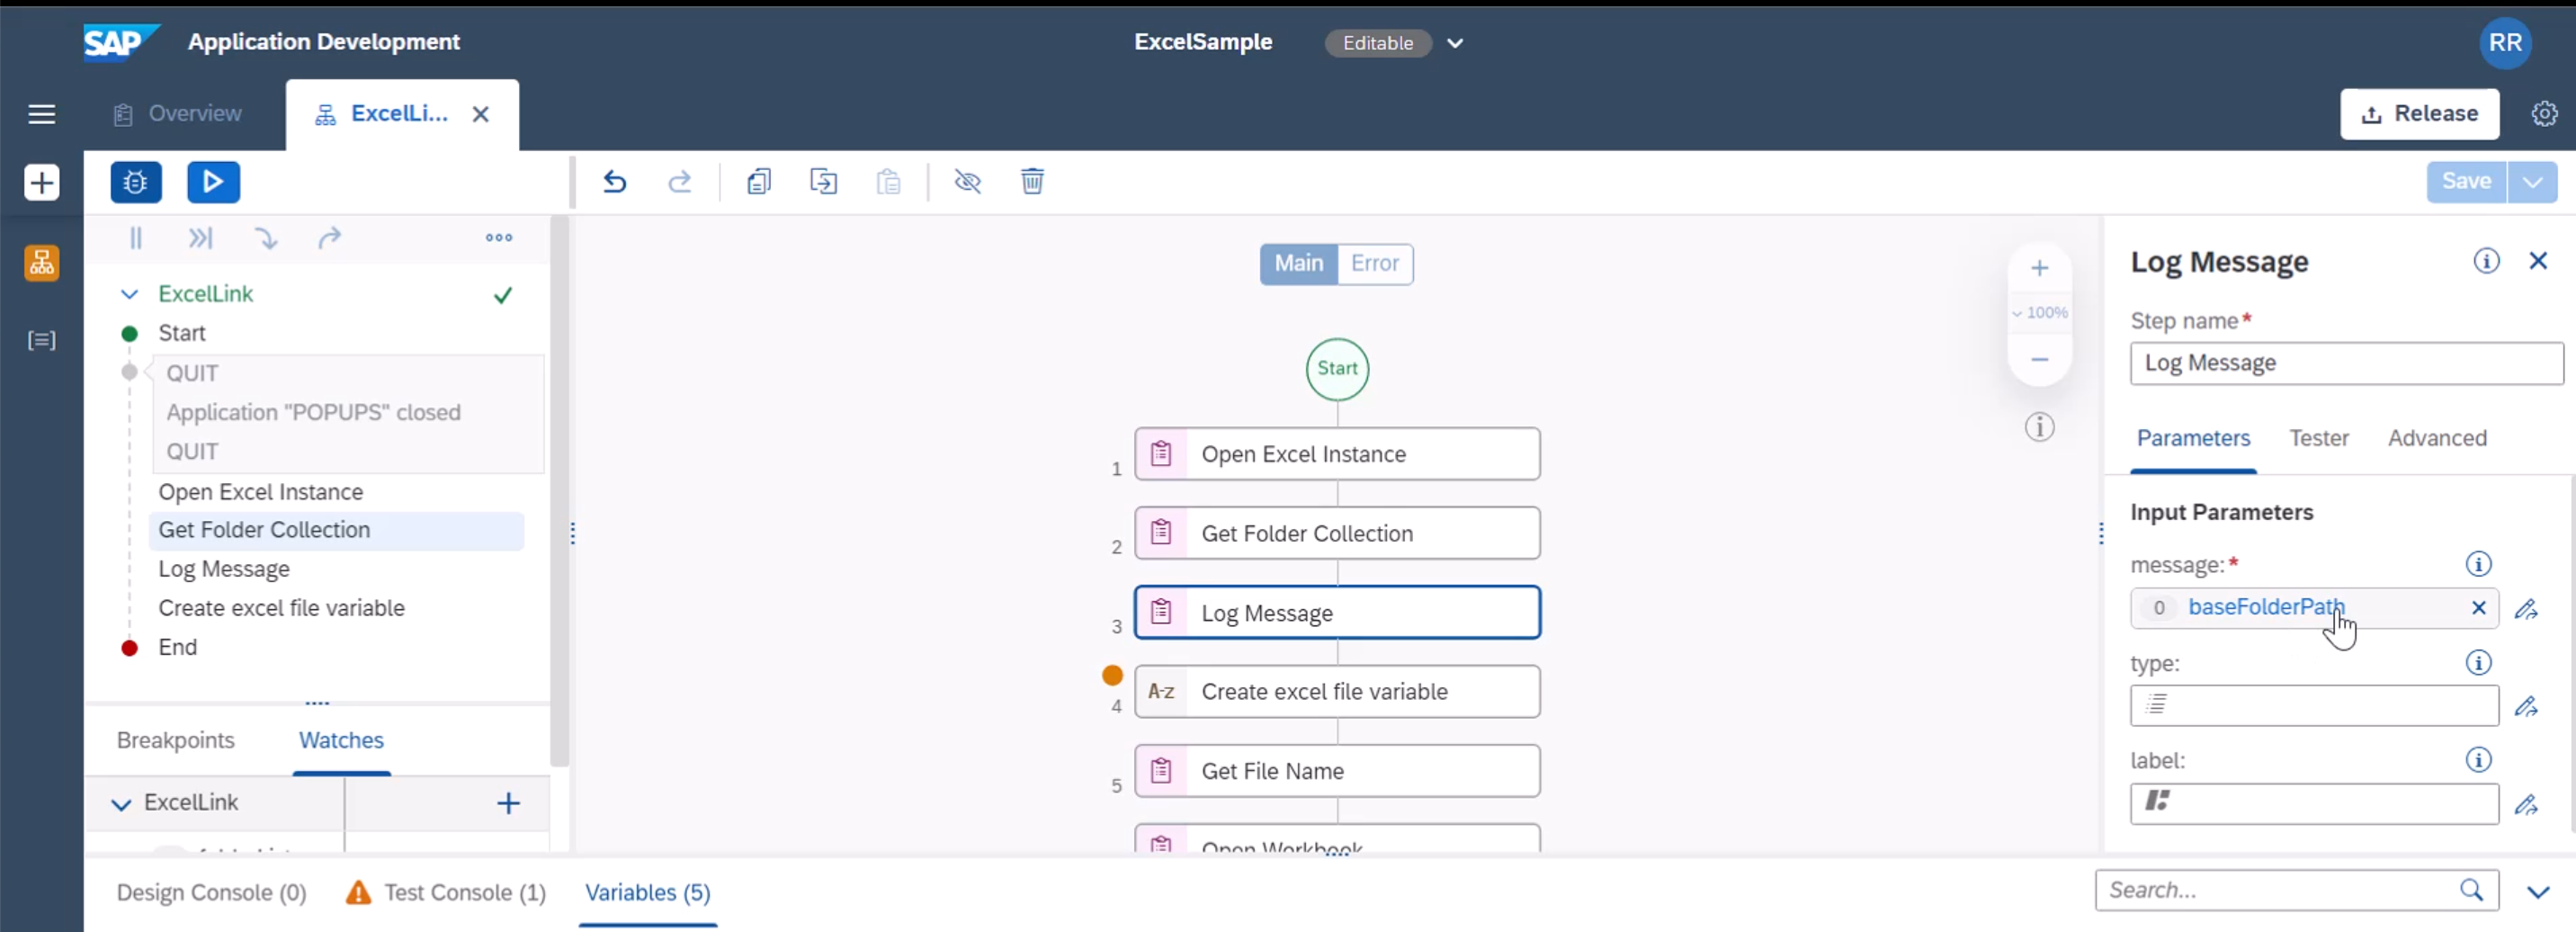 SAP Application Development
ExcelSample Editable
RR
Overview
ExcelLi...
Release
Save
ExcelLink
Start
QUIT
Application "POPUPS" closed
QUIT
Open Excel Instance
Get Folder Collection
Log Message
Create excel file variable
End
Breakpoints Watches
ExcelLink
Main Error
100%
Start
1 Open Excel Instance
2 Get Folder Collection
3 Log Message
4 A-z Create excel file variable
5 Get File Name
Open Workbook
Log Message
Step name*
Log Message
Parameters Tester Advanced
Input Parameters
message:*
0 baseFolderPath
type:
label:
Design Console (0) Test Console (1) Variables (5)
Search...